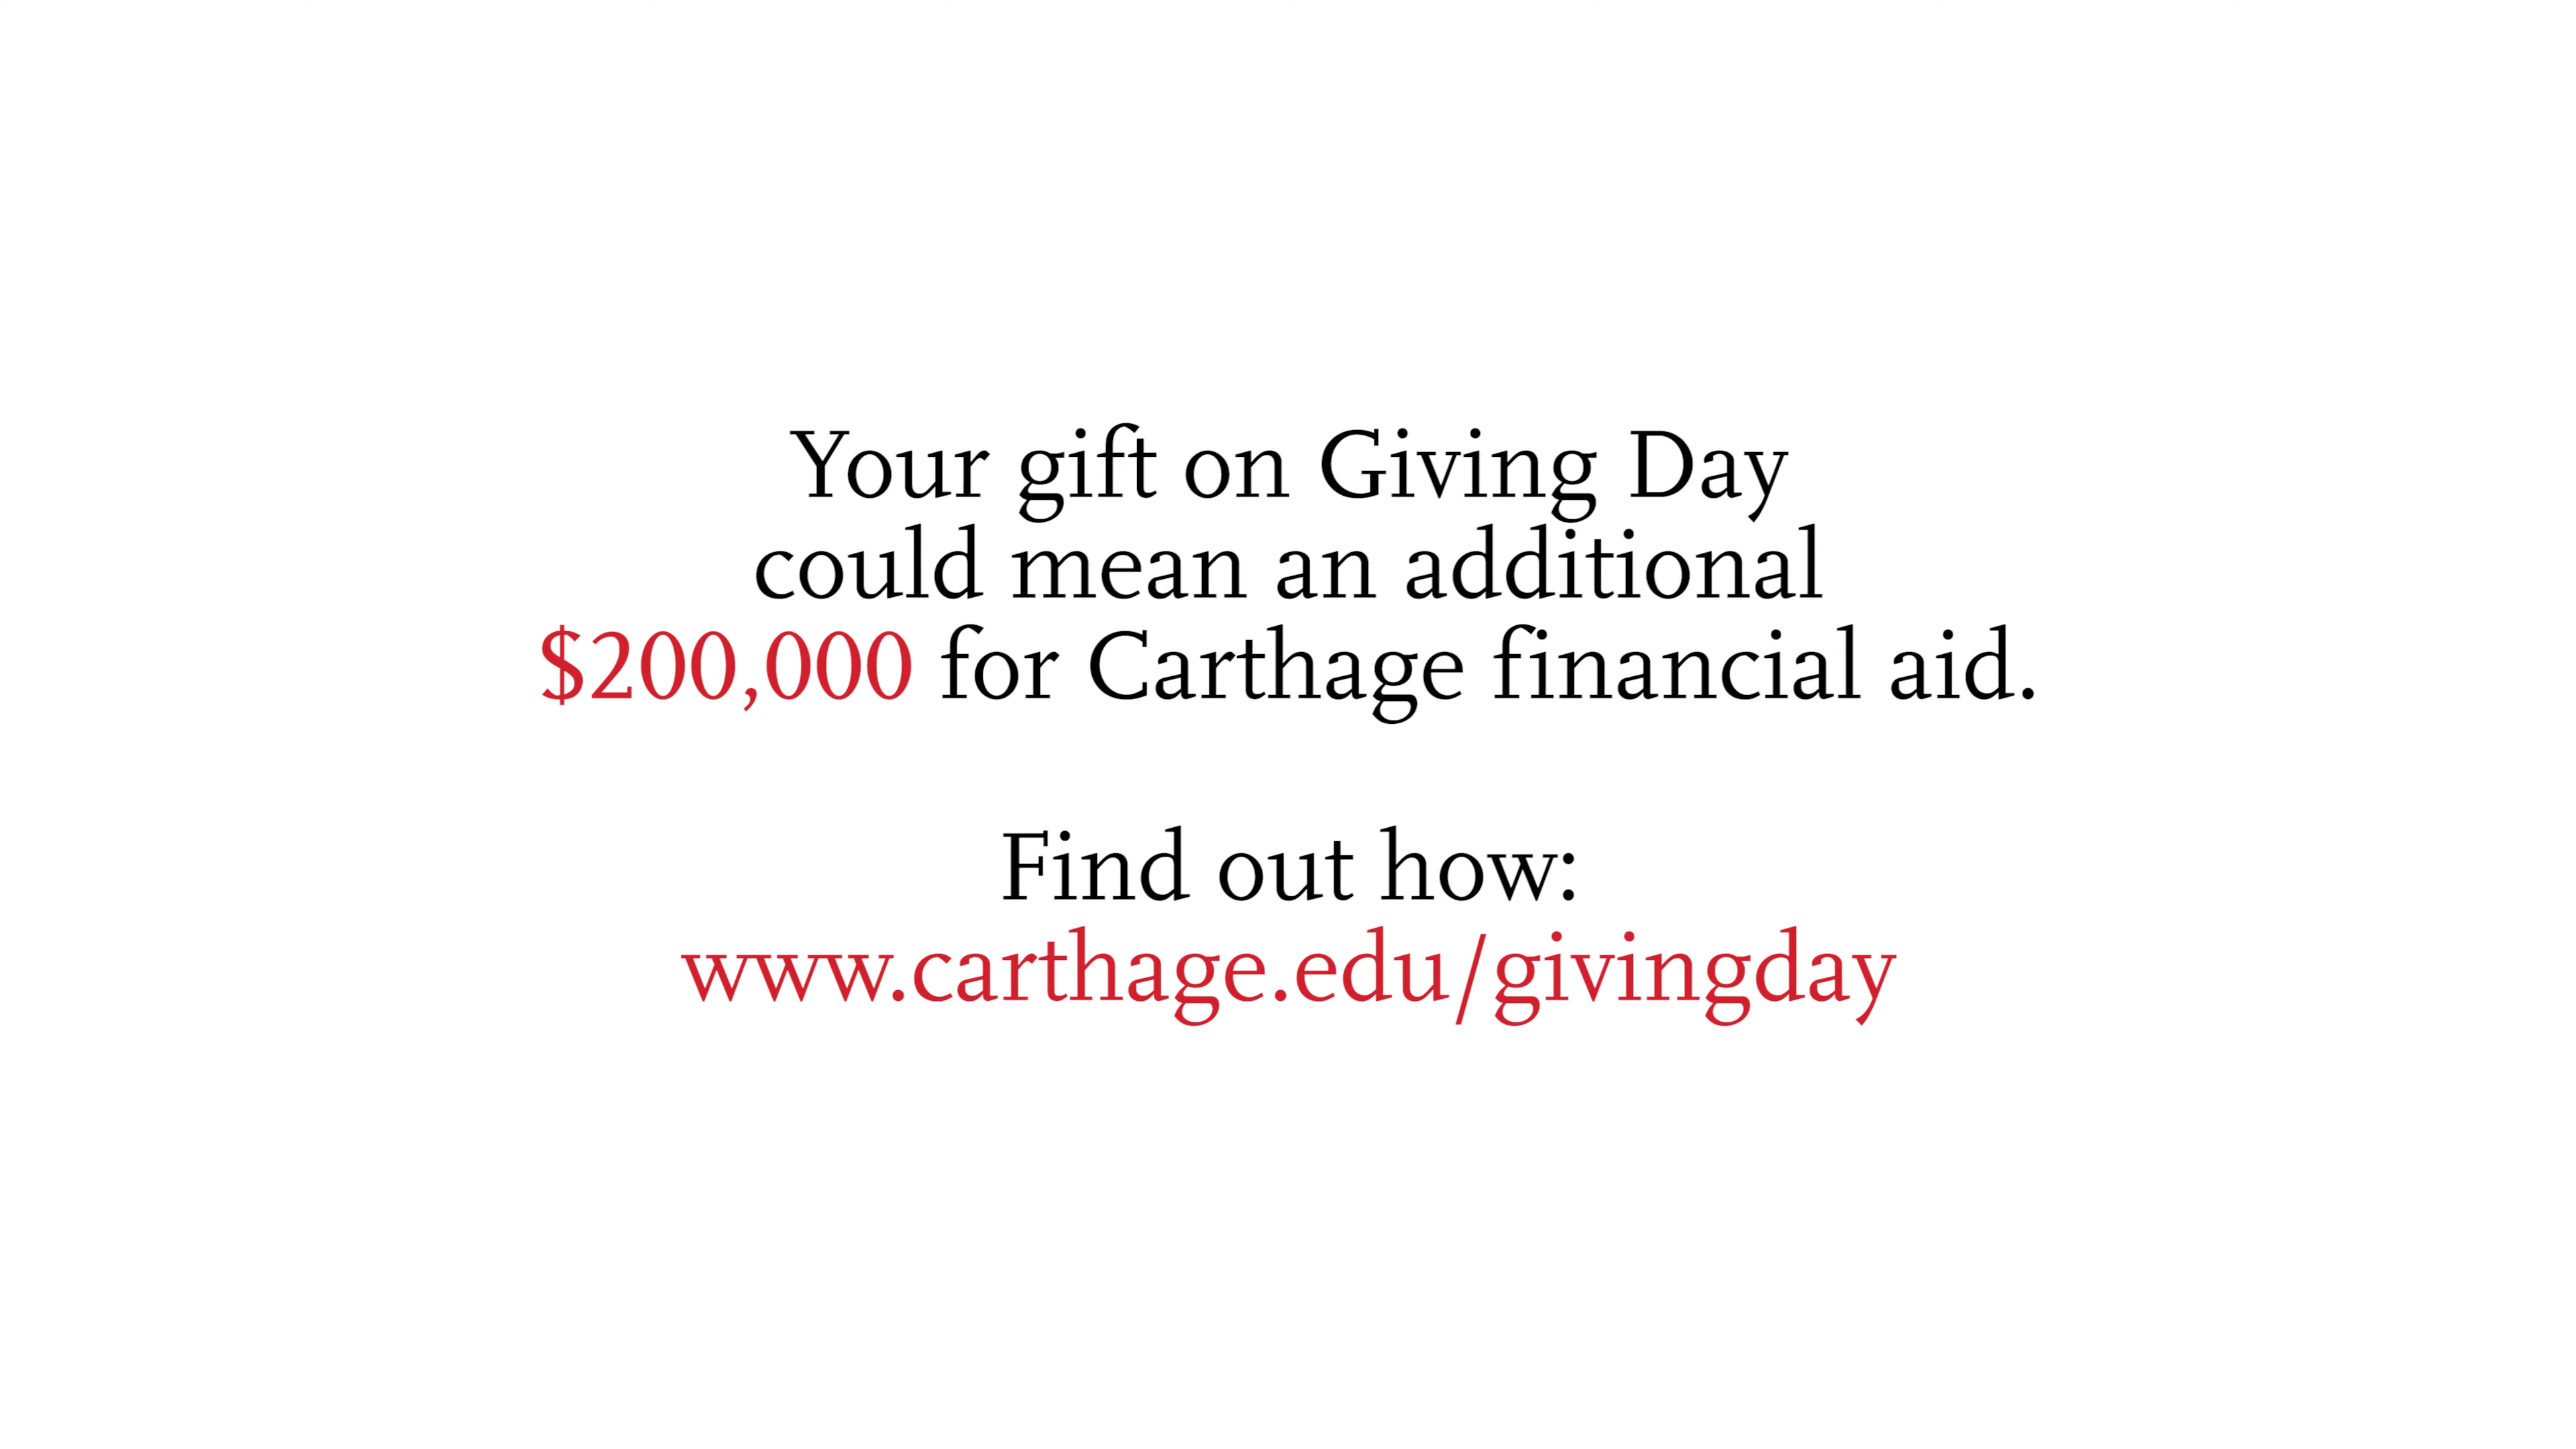 Your gift on Giving Day
could mean an additional
$200,000 for Carthage financial aid.
Find out how:
www.carthage.edu/givingday